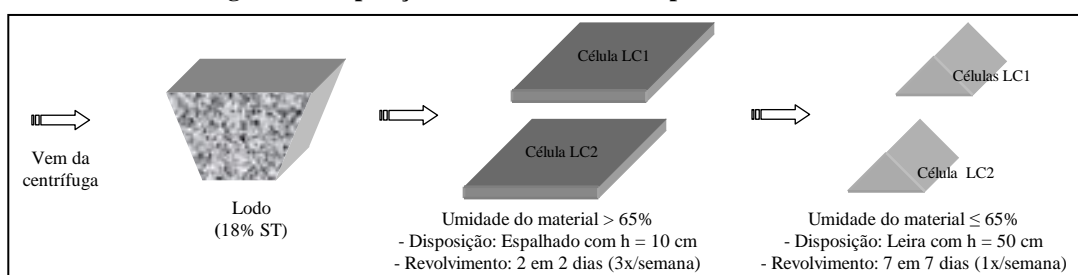 Vem da
centrífuga
Lodo
(18% ST)
Célula LC1
Célula LC2
Umidade do material > 65%
- Disposição: Espalhado com h = 10 cm
- Revolvimento: 2 em 2 dias (3x/semana)
Células LC1
Célula LC2
Umidade do material ≤ 65%
- Disposição: Leira com h = 50 cm
- Revolvimento: 7 em 7 dias (1x/semana)